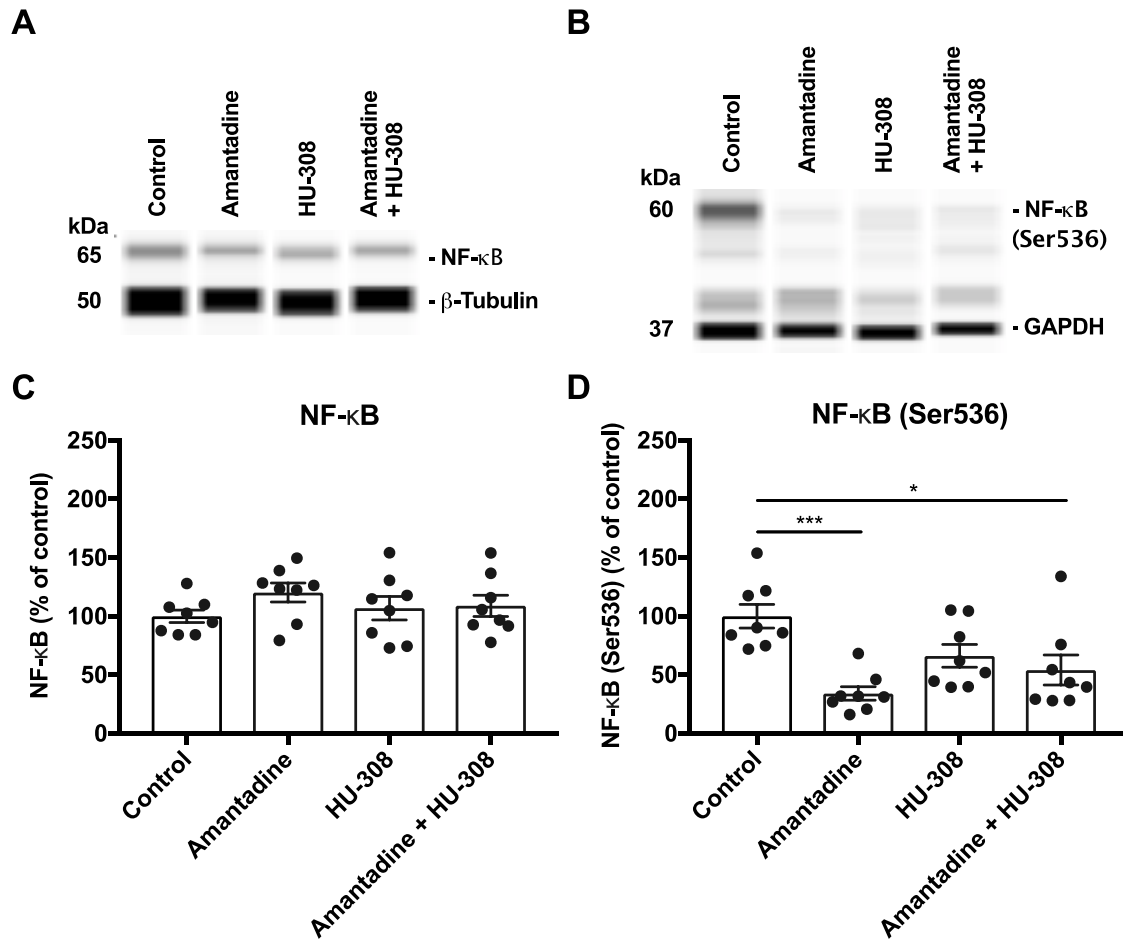 A
Control
Amantadine
HU-308
Amantadine
+ HU-308
kDa
65
50
- NF-κB
- β-Tubulin
B
Control
Amantadine
HU-308
Amantadine
+ HU-308
kDa
60
37
- NF-κB
(Ser536)
- GAPDH
C
NF-κB
NF-κB (% of control)
250
200
150
100
50
0
Control
Amantadine
HU-308
Amantadine + HU-308
D
NF-κB (Ser536)
NF-κB (Ser536) (% of control)
250
200
150
100
50
0
*
***
Control
Amantadine
HU-308
Amantadine + HU-308